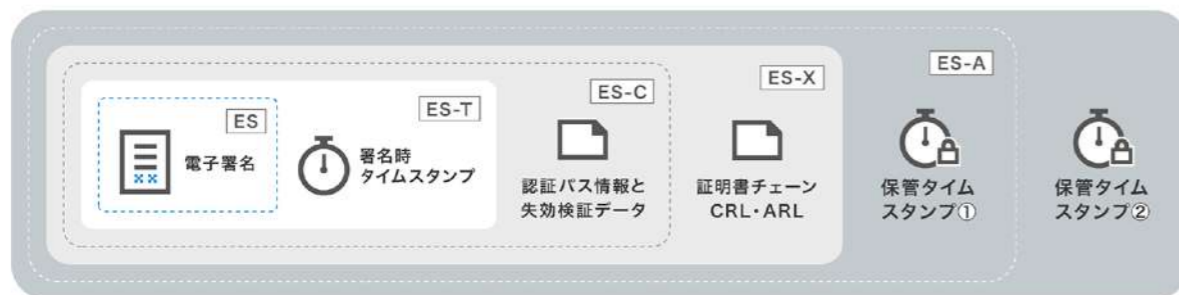 ES
電子署名
ES-T
署名時
タイムスタンプ
ES-C
認証パス情報と
失効検証データ
ES-X
証明書チェーン
CRL・ARL
ES-A
保管タイム
スタンプ①
保管タイム
スタンプ②